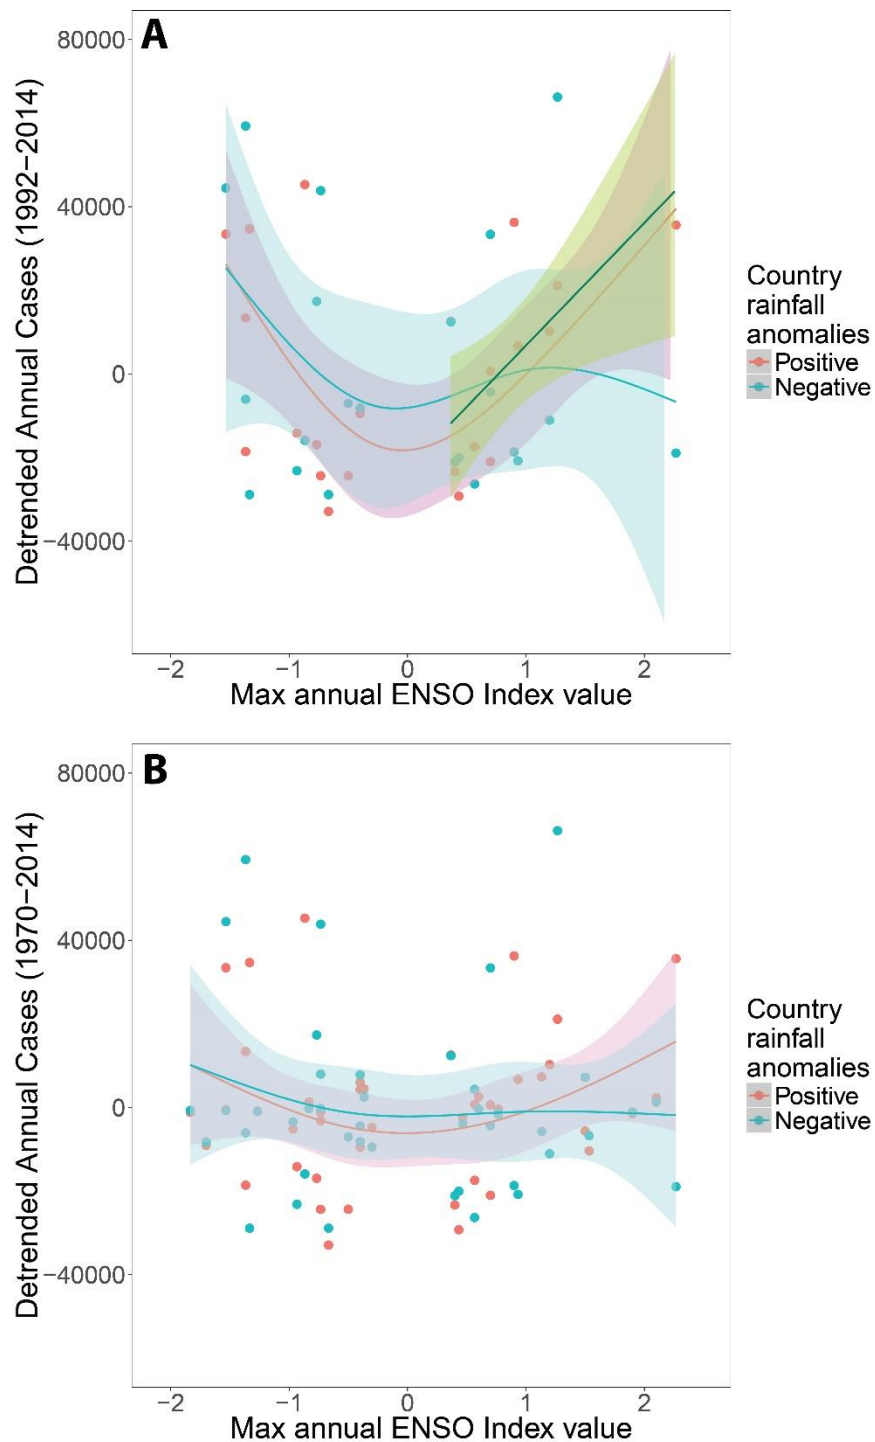 A
80000
40000
0
−40000
Detrended Annual Cases (1992−2014)
−2 −1 0 1 2
Max annual ENSO Index value
Country
rainfall
anomalies
Positive
Negative
B
80000
40000
0
−40000
Detrended Annual Cases (1970−2014)
−2 −1 0 1 2
Max annual ENSO Index value
Country
rainfall
anomalies
Positive
Negative